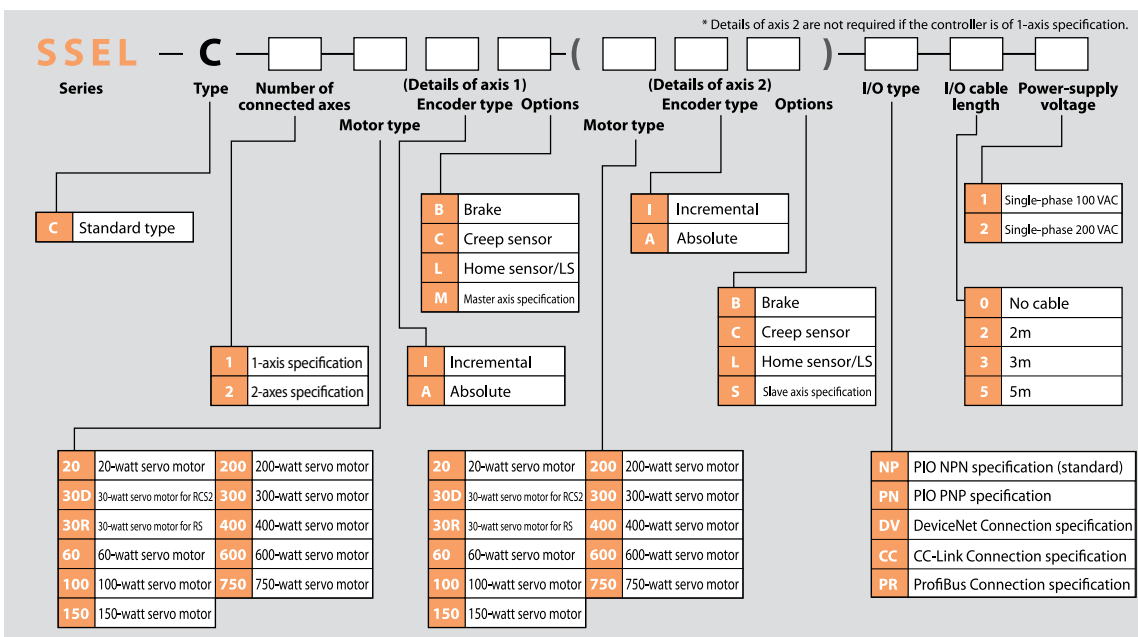 * Details of axis 2 are not required if the controller is of 1-axis specification.
SSEL — C — — ( ) — — —
Series
Type
Number of
connected axes
(Details of axis 1)
Motor type
Encoder type
Options
(Details of axis 2)
Motor type
Encoder type
Options
I/O type
I/O cable
length
Power-supply
voltage
C Standard type
1 1-axis specification
2 2-axes specification
B Brake
C Creep sensor
L Home sensor/LS
M Master axis specification
I Incremental
A Absolute
I Incremental
A Absolute
B Brake
C Creep sensor
L Home sensor/LS
S Slave axis specification
1 Single-phase 100 VAC
2 Single-phase 200 VAC
0 No cable
2 2m
3 3m
5 5m
20 20-watt servo motor 200 200-watt servo motor
30D 30-watt servo motor for RCS2 300 300-watt servo motor
30R 30-watt servo motor for RS 400 400-watt servo motor
60 60-watt servo motor 600 600-watt servo motor
100 100-watt servo motor 750 750-watt servo motor
150 150-watt servo motor
20 20-watt servo motor 200 200-watt servo motor
30D 30-watt servo motor for RCS2 300 300-watt servo motor
30R 30-watt servo motor for RS 400 400-watt servo motor
60 60-watt servo motor 600 600-watt servo motor
100 100-watt servo motor 750 750-watt servo motor
150 150-watt servo motor
NP PIO NPN specification (standard)
PN PIO PNP specification
DV DeviceNet Connection specification
CC CC-Link Connection specification
PR ProfiBus Connection specification